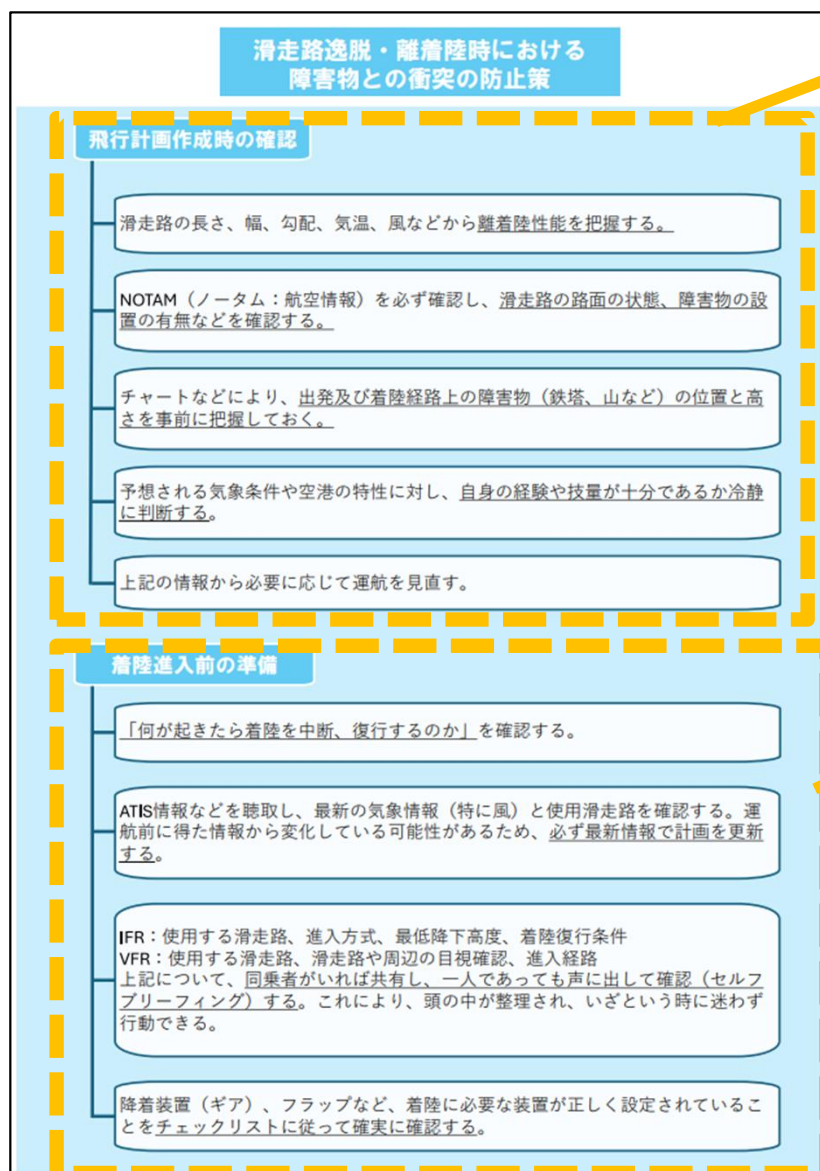 滑走路逸脱・離着陸時における
障害物との衝突の防止策
飛行計画作成時の確認
滑走路の長さ、幅、勾配、気温、風などから離着陸性能を把握する。
NOTAM（ノータム：航空情報）を必ず確認し、滑走路の路面の状態、障害物の設
置の有無などを確認する。
チャートなどにより、出発及び着陸経路上の障害物（鉄塔、山など）の位置と高
さを事前に把握しておく。
予想される気象条件や空港の特性に対し、自身の経験や技量が十分であるか冷静
に判断する。
上記の情報から必要に応じて運航を見直す。
着陸進入前の準備
「何が起きたら着陸を中断、復行するのか」を確認する。
ATIS情報などを聴取し、最新の気象情報（特に風）と使用滑走路を確認する。運
航前に得た情報から変化している可能性があるため、必ず最新情報で計画を更新
する。
IFR：使用する滑走路、進入方式、最低降下高度、着陸復行条件
VFR：使用する滑走路、滑走路や周辺の目視確認、進入経路
上記について、同乗者がいれば共有し、一人であっても声に出して確認（セルフ
ブリーフィング）する。これにより、頭の中が整理され、いざという時に迷わず
行動できる。
降着装置（ギア）、フラップなど、着陸に必要な装置が正しく設定されているこ
とをチェックリストに従って確実に確認する。